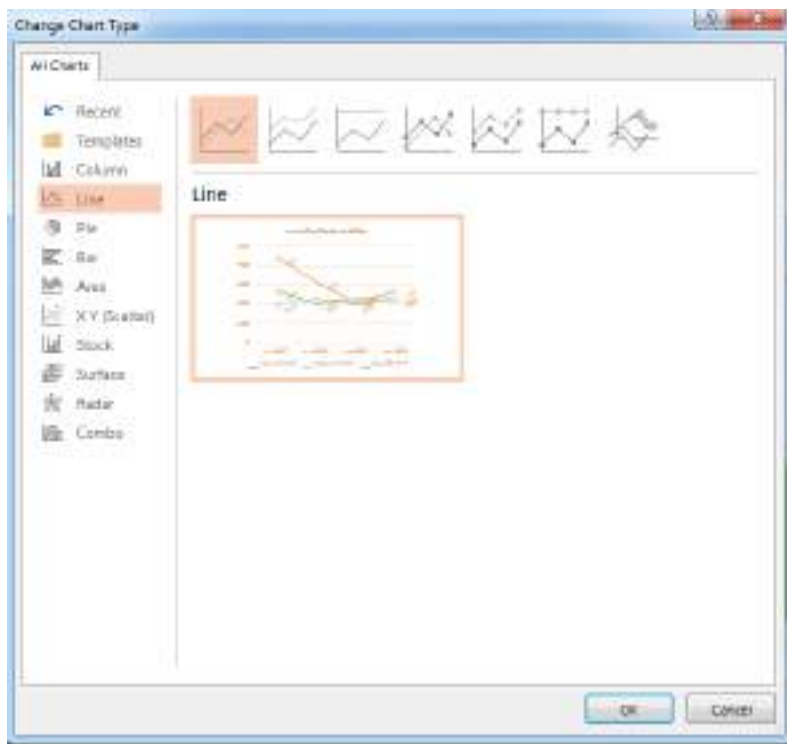 Change Chart Type
All Charts
Recent
Templates
Column
Line
Pie
Bar
Area
X Y (Scatter)
Stock
Surface
Radar
Combo
Line
OK
Cancel